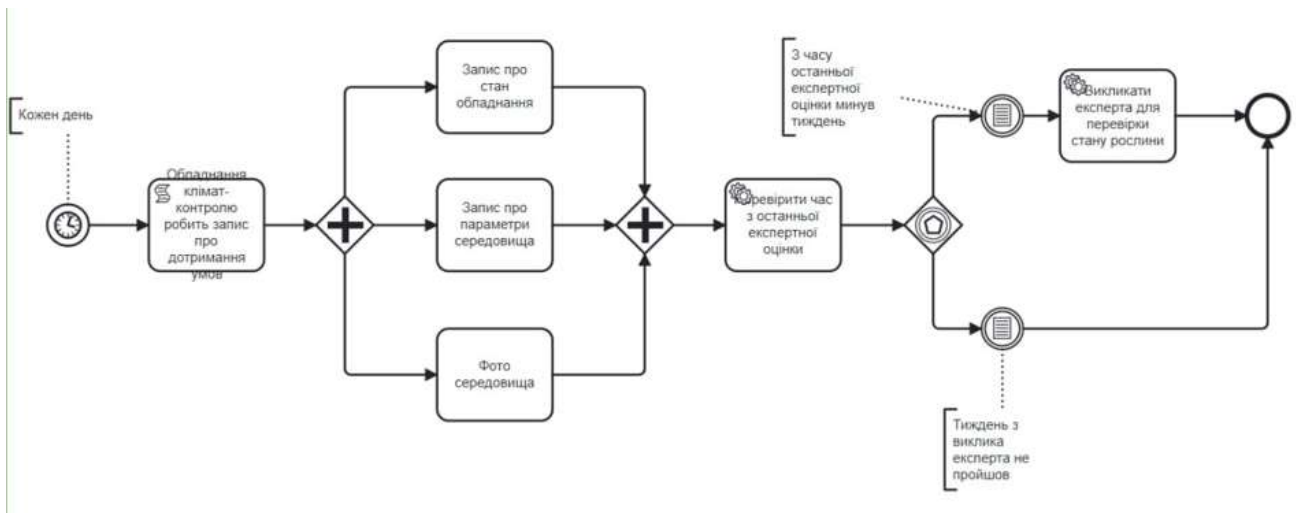 Кожен день
Обладнання
клімат-
контролю
робить запис
про
дотримання
умов
Запис про
стан
обладнання
Запис про
параметри
середовища
Фото
середовища
Перевірити час
з останньої
експертної
оцінки
З часу
останньої
експертної
оцінки минув
тиждень
Викликати
експерта для
перевірки
стану рослини
Тиждень з
виклика
експерта не
пройшов